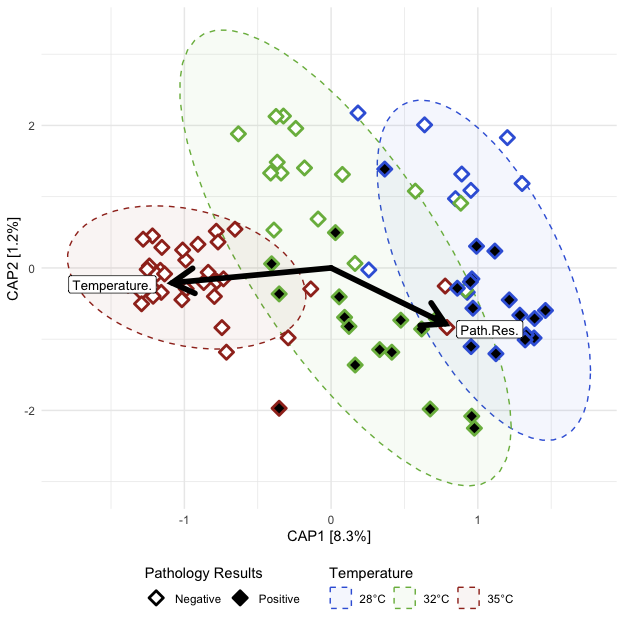 2
0
-2
CAP2 [1.2%]
Temperature.
Path.Res.
-1
0
1
CAP1 [8.3%]
Pathology Results
Negative
Positive
Temperature
28°C
32°C
35°C